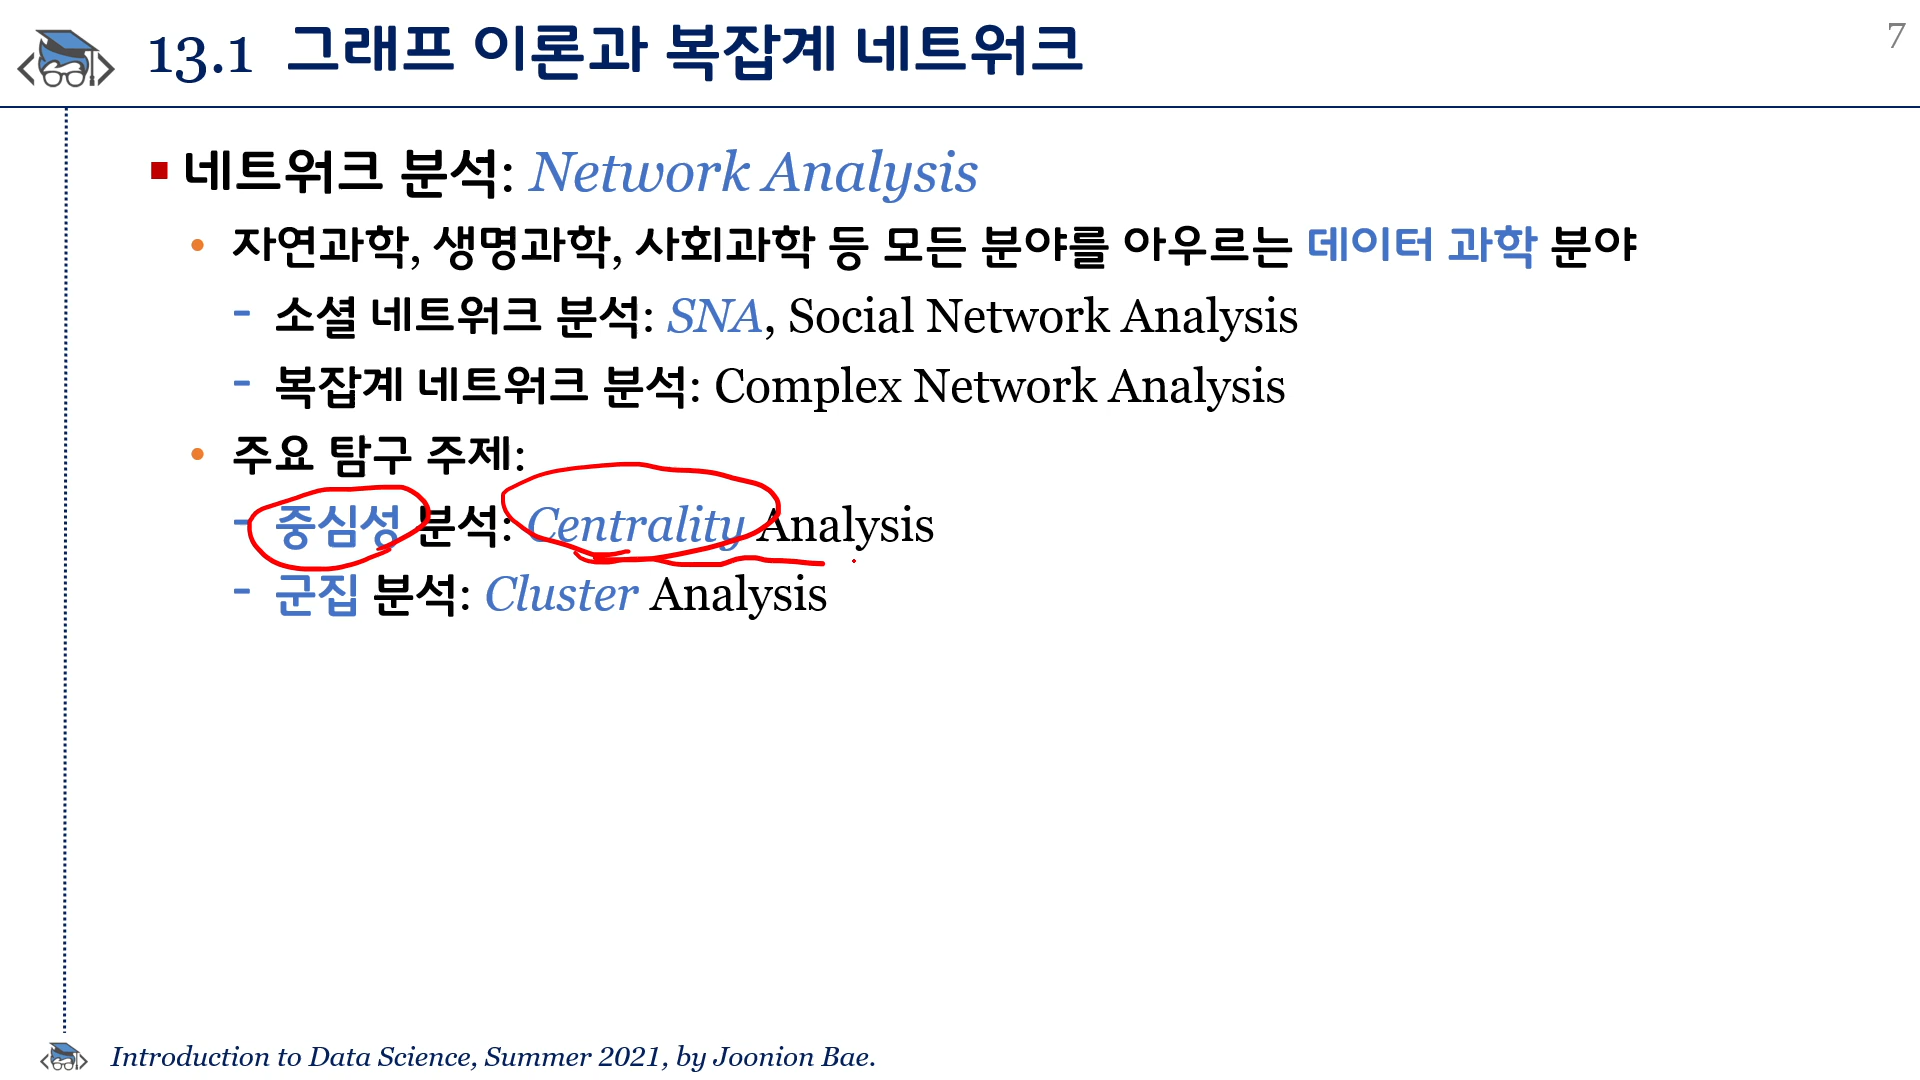 13.1 그래프 이론과 복잡계 네트워크
7
네트워크 분석: Network Analysis
자연과학, 생명과학, 사회과학 등 모든 분야를 아우르는 데이터 과학 분야
- 소셜 네트워크 분석: SNA, Social Network Analysis
- 복잡계 네트워크 분석: Complex Network Analysis
주요 탐구 주제:
- 중심성 분석: Centrality Analysis
- 군집 분석: Cluster Analysis
Introduction to Data Science, Summer 2021, by Joonion Bae.